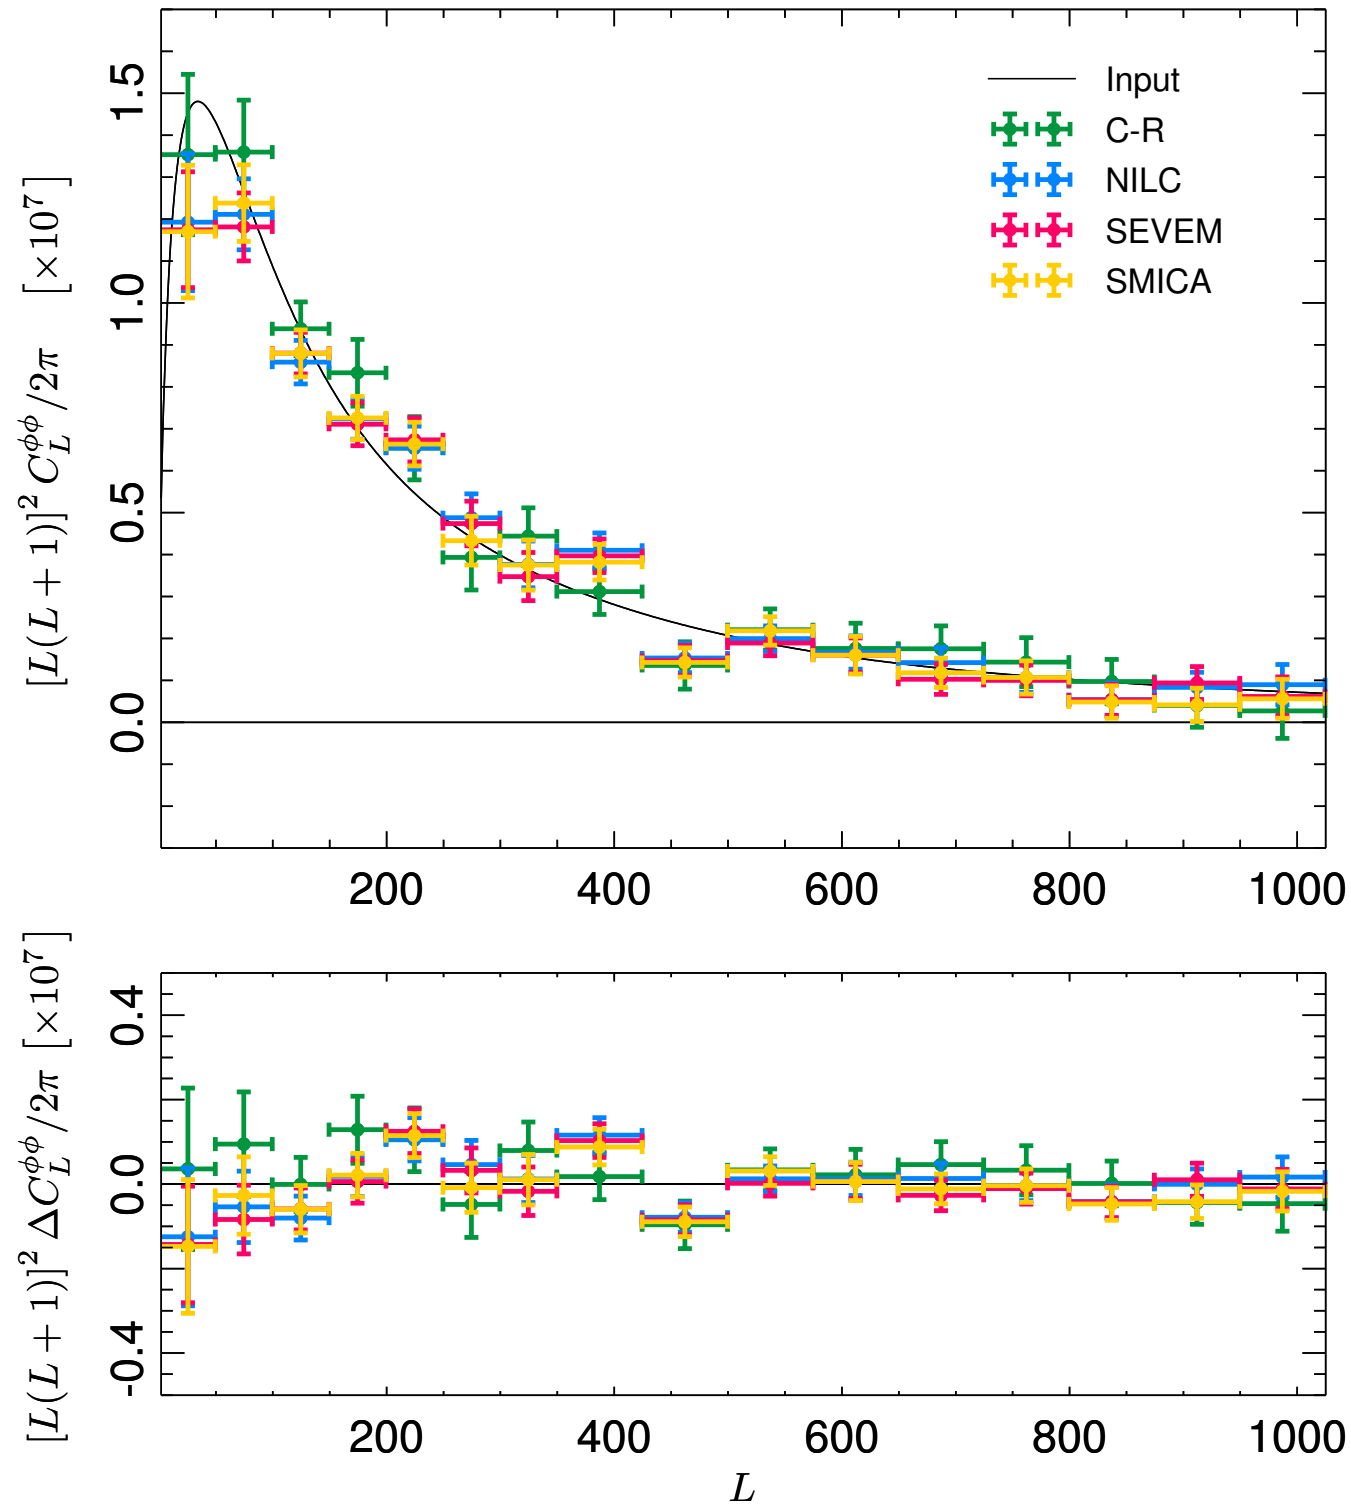 [L(L + 1)]² C_L^{ϕϕ}/2π [×10⁷]
1.5
1.0
0.5
0.0
Input
C-R
NILC
SEVEM
SMICA
200 400 600 800 1000
[L(L + 1)]² ΔC_L^{ϕϕ}/2π [×10⁷]
0.4
0.0
-0.4
200 400 600 800 1000
L